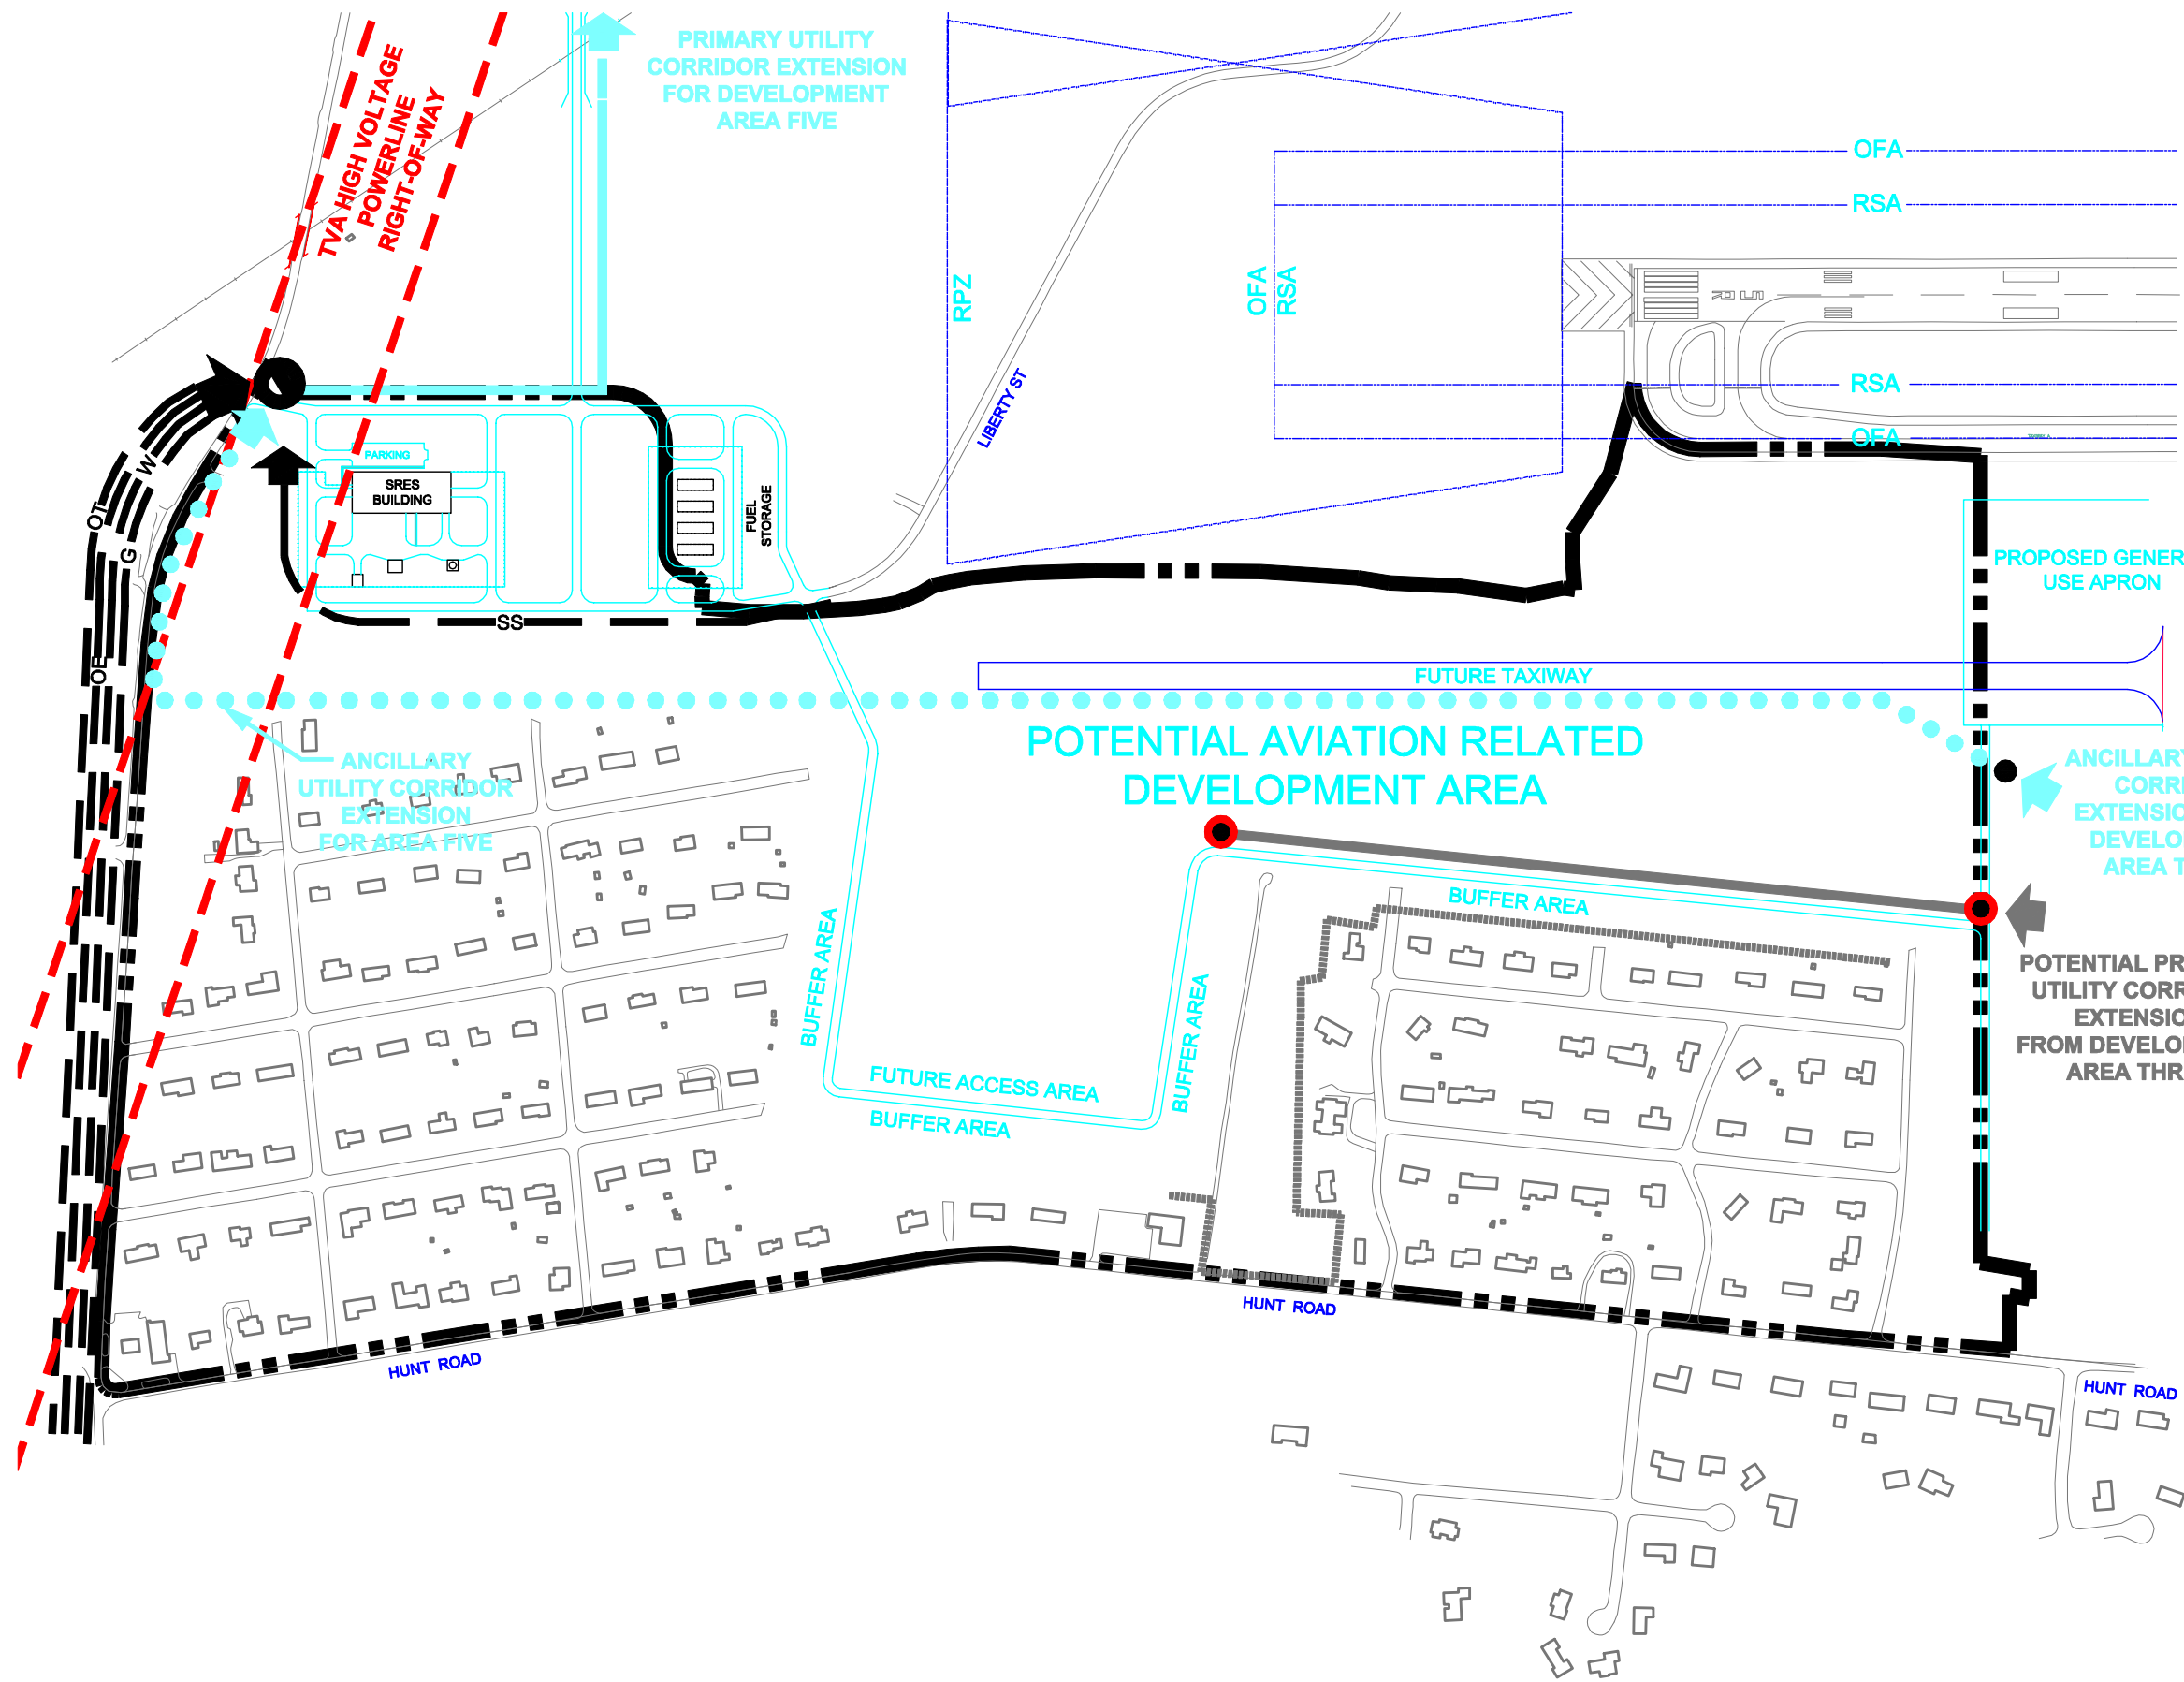 PRIMARY UTILITY
CORRIDOR EXTENSION
FOR DEVELOPMENT
AREA FIVE
TVA HIGH VOLTAGE
POWERLINE
RIGHT-OF-WAY
OFA
RSA
RPZ
OFA
RSA
LIBERTY ST
RSA
OFA
PARKING
SRES
BUILDING
FUEL
STORAGE
W
OT
G
OE
SS
PROPOSED GENER
USE APRON
FUTURE TAXIWAY
POTENTIAL AVIATION RELATED
DEVELOPMENT AREA
ANCILLARY
UTILITY CORRIDOR
EXTENSION
FOR AREA FIVE
ANCILLARY
CORR
EXTENSIO
DEVELO
AREA T
BUFFER AREA
BUFFER AREA
BUFFER AREA
FUTURE ACCESS AREA
BUFFER AREA
POTENTIAL PR
UTILITY CORR
EXTENSIO
FROM DEVELO
AREA THR
HUNT ROAD
HUNT ROAD
HUNT ROAD